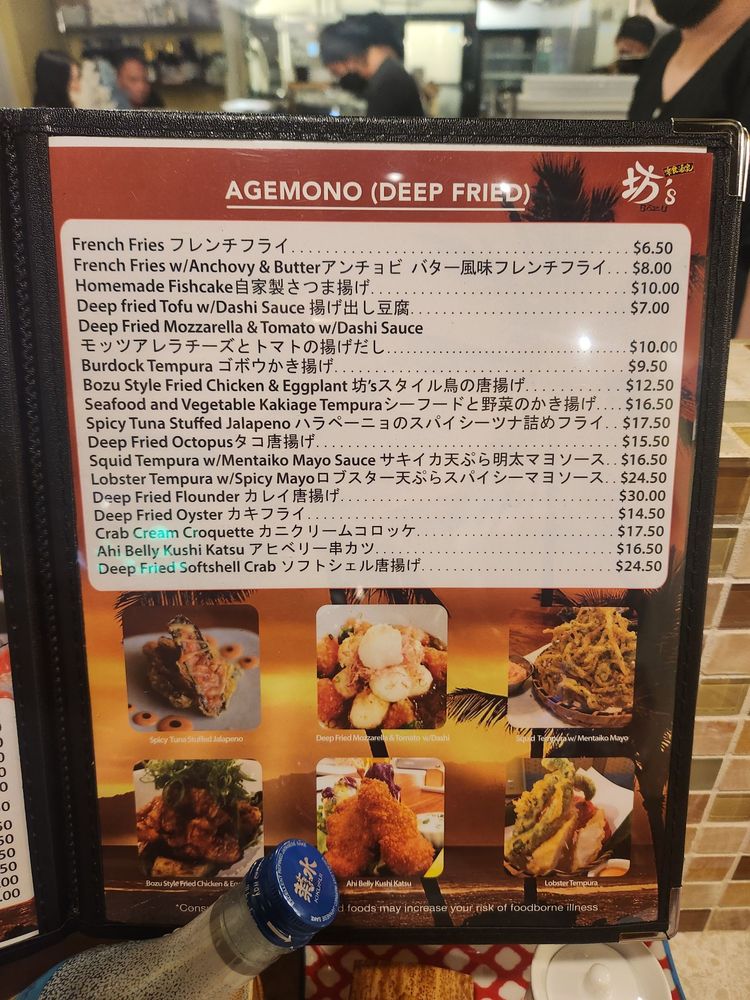 AGEMONO (DEEP FRIED)
坊's
French Fries フレンチフライ........ $6.50
French Fries w/Anchovy & Butterアンチョビ バター風味フレンチフライ... $8.00
Homemade Fishcake自家製さつま揚げ........ $10.00
Deep fried Tofu w/Dashi Sauce 揚げ出し豆腐........ $7.00
Deep Fried Mozzarella & Tomato w/Dashi Sauce
モッツアレラチーズとトマトの揚げだし........ $10.00
Burdock Tempura ゴボウかき揚げ........ $9.50
Bozu Style Fried Chicken & Eggplant 坊'sスタイル鳥の唐揚げ........ $12.50
Seafood and Vegetable Kakiage Tempuraシーフードと野菜のかき揚げ.... $16.50
Spicy Tuna Stuffed Jalapeno ハラペーニョのスパイシーツナ詰めフライ.. $17.50
Deep Fried Octopusタコ唐揚げ........ $15.50
Squid Tempura w/Mentaiko Mayo Sauce サキイカ天ぷら明太マヨソース.. $16.50
Lobster Tempura w/Spicy Mayoロブスター天ぷらスパイシーマヨソース.. $24.50
Deep Fried Flounder カレイ唐揚げ........ $30.00
Deep Fried Oyster カキフライ........ $14.50
Crab Cream Croquette カニクリームコロッケ........ $17.50
Ahi Belly Kushi Katsu アヒベリー串カツ........ $16.50
Deep Fried Softshell Crab ソフトシェル唐揚げ........ $24.50
Spicy Tuna Stuffed Jalapeno
Deep Fried Mozzarella & Tomato w/Dashi
Squid Tempura w/ Mentaiko Mayo
Bozu Style Fried Chicken &
Ahi Belly Kushi Katsu
Lobster Tempura
foods may increase your risk of foodborne illness